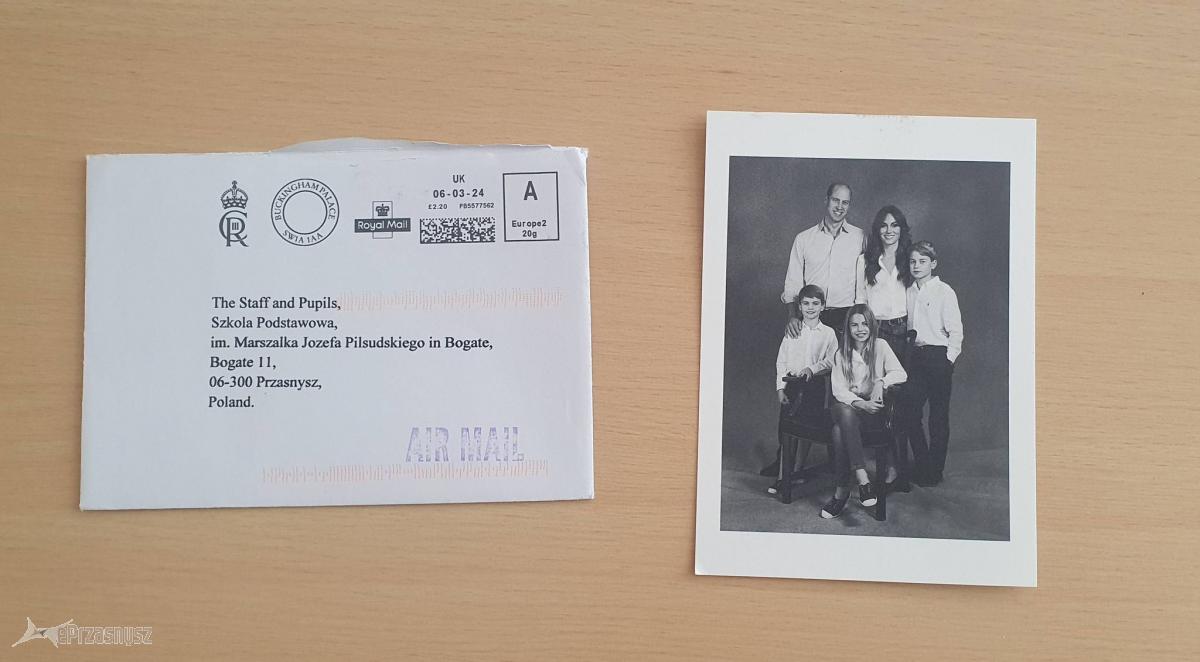 UK
06-03-24
£2.20 PB5577562
A
Europe2
20g
CIIIR
BUCKINGHAM PALACE
SW1A 1AA
Royal Mail
The Staff and Pupils,
Szkola Podstawowa,
im. Marszalka Jozefa Pilsudskiego in Bogate,
Bogate 11,
06-300 Przasnysz,
Poland.
AIR MAIL
ePrzasnysz